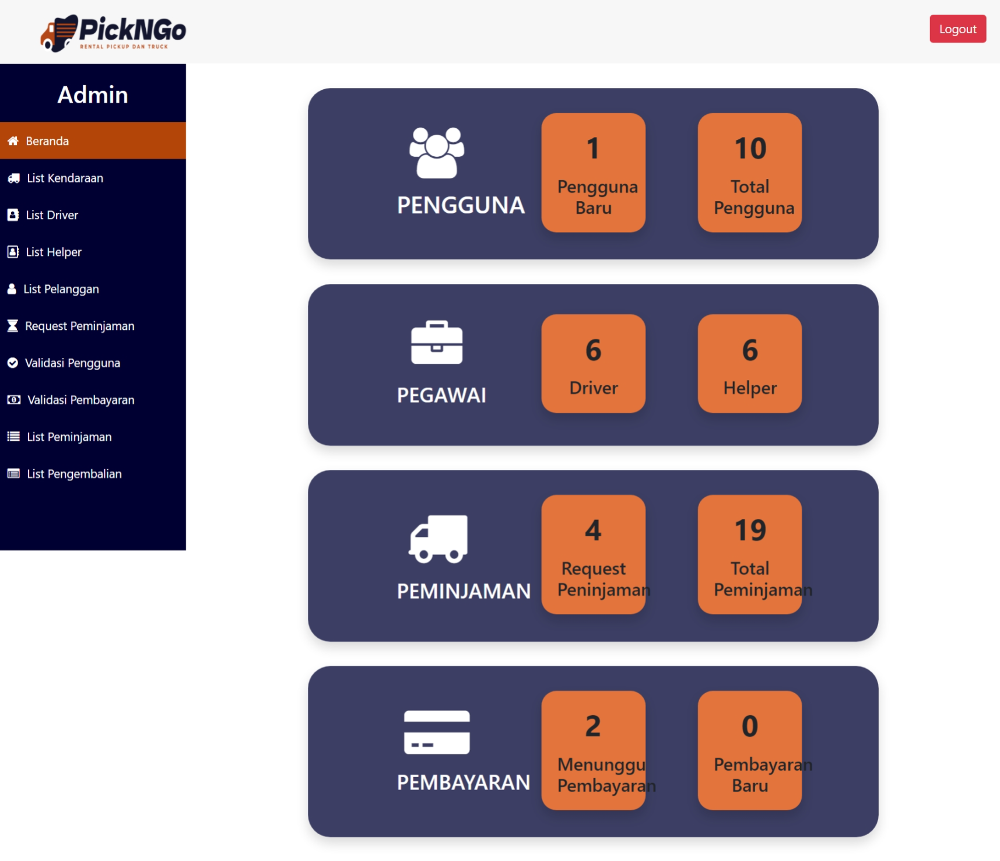 PickNGo
RENTAL PICKUP DAN TRUCK
Logout
Admin
Beranda
List Kendaraan
List Driver
List Helper
List Pelanggan
Request Peminjaman
Validasi Pengguna
Validasi Pembayaran
List Peminjaman
List Pengembalian
PENGGUNA
1
Pengguna
Baru
10
Total
Pengguna
PEGAWAI
6
Driver
6
Helper
PEMINJAMAN
4
Request
Peninjaman
19
Total
Peminjaman
PEMBAYARAN
2
Menunggu
Pembayaran
0
Pembayaran
Baru